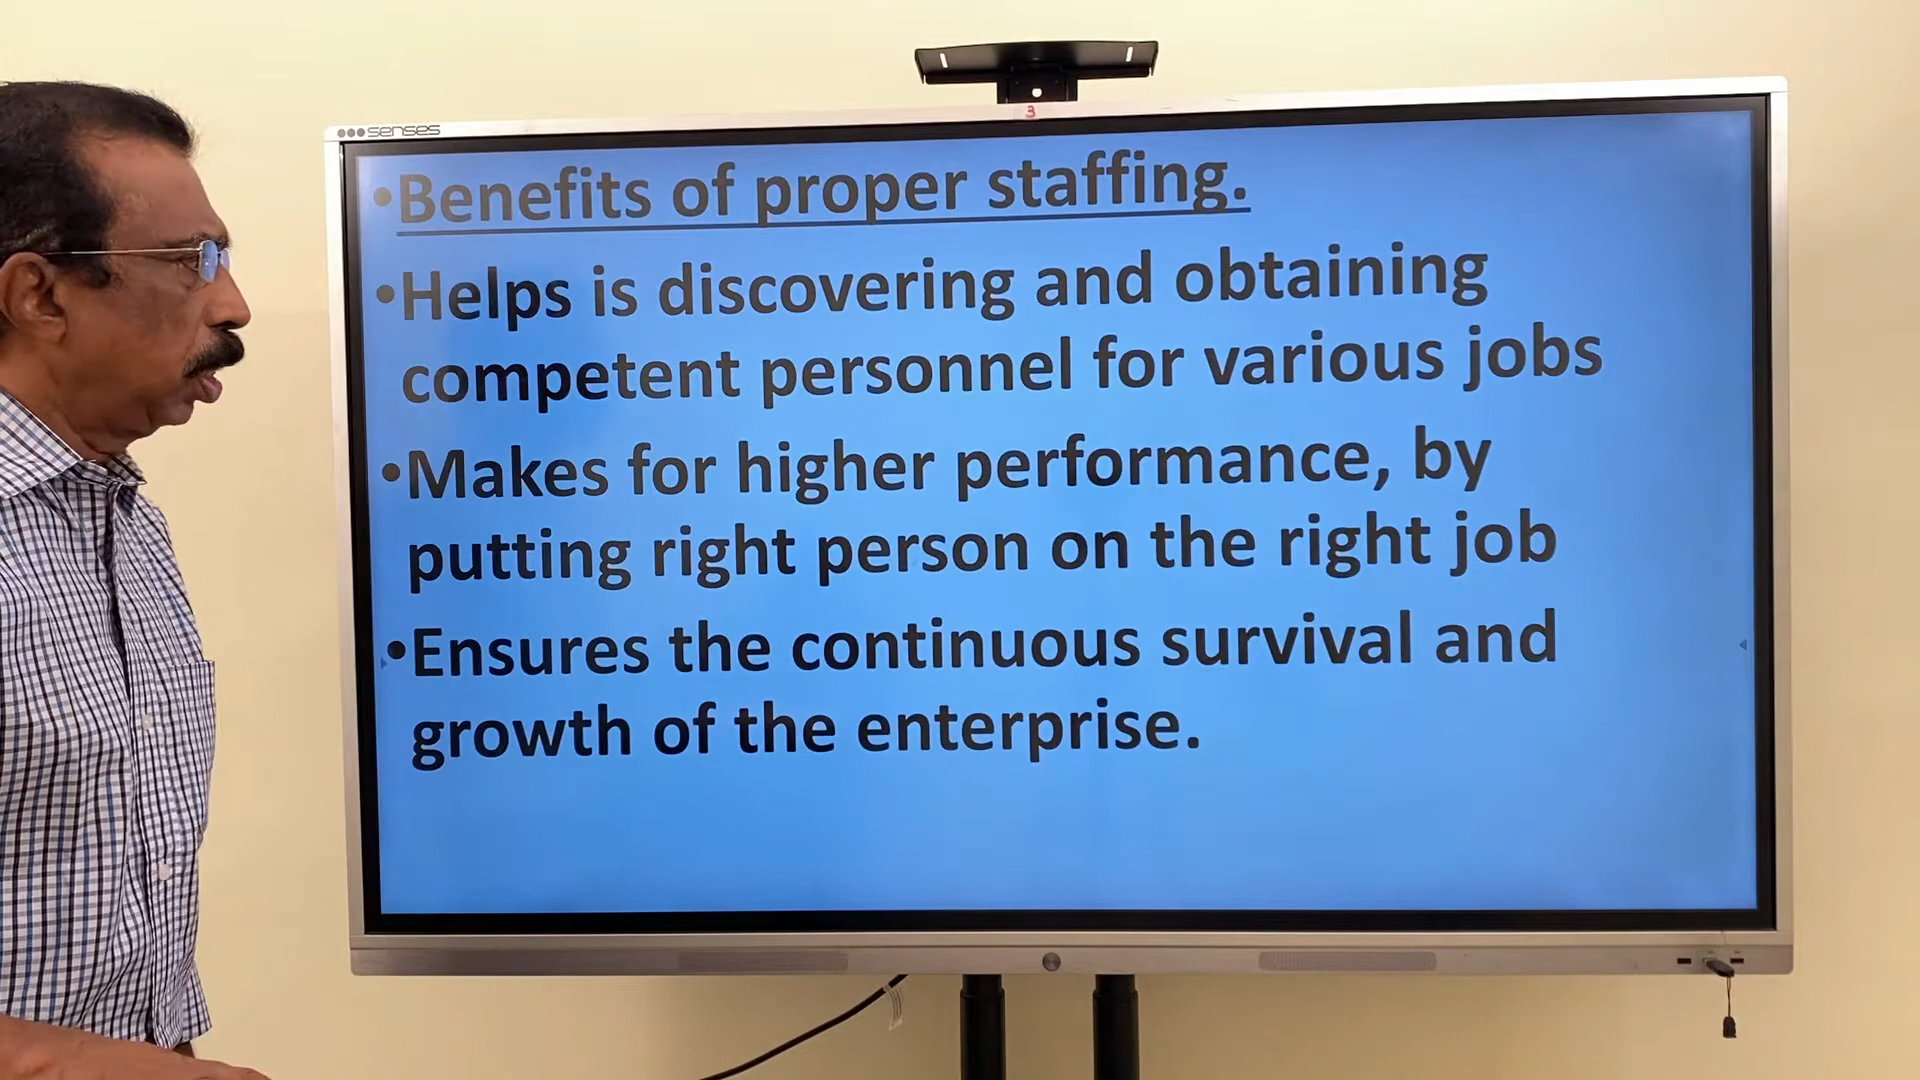 senses
3
•Benefits of proper staffing.
•Helps is discovering and obtaining
competent personnel for various jobs
•Makes for higher performance, by
putting right person on the right job
•Ensures the continuous survival and
growth of the enterprise.